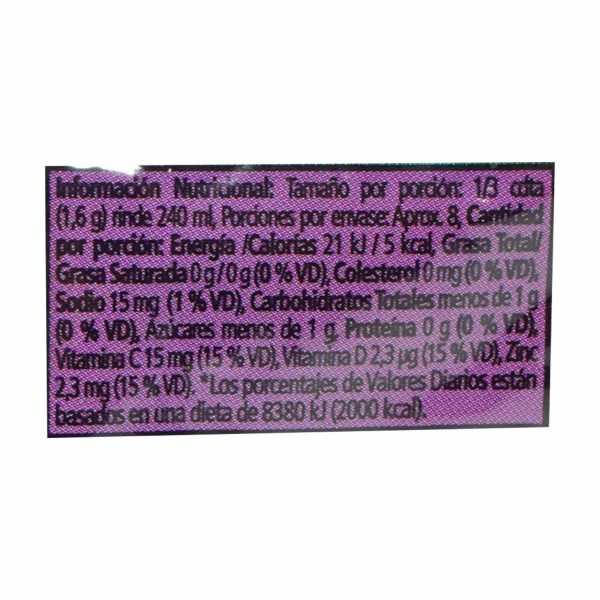 Información Nutricional: Tamaño por porción: 1/3 cdta
(1,6 g) rinde 240 ml, Porciones por envase: Aprox. 8, Cantidad
por porción: Energía /Calorías 21 kJ / 5 kcal, Grasa Total/
Grasa Saturada 0 g / 0 g (0 % VD), Colesterol 0 mg (0 % VD),
Sodio 15 mg (1 % VD), Carbohidratos Totales menos de 1 g
(0 % VD), Azúcares menos de 1 g, Proteína 0 g (0 % VD),
Vitamina C 15 mg (15 % VD), Vitamina D 2,3 µg (15 % VD), Zinc
2,3 mg (15 % VD). *Los porcentajes de Valores Diarios están
basados en una dieta de 8380 kJ (2000 kcal).